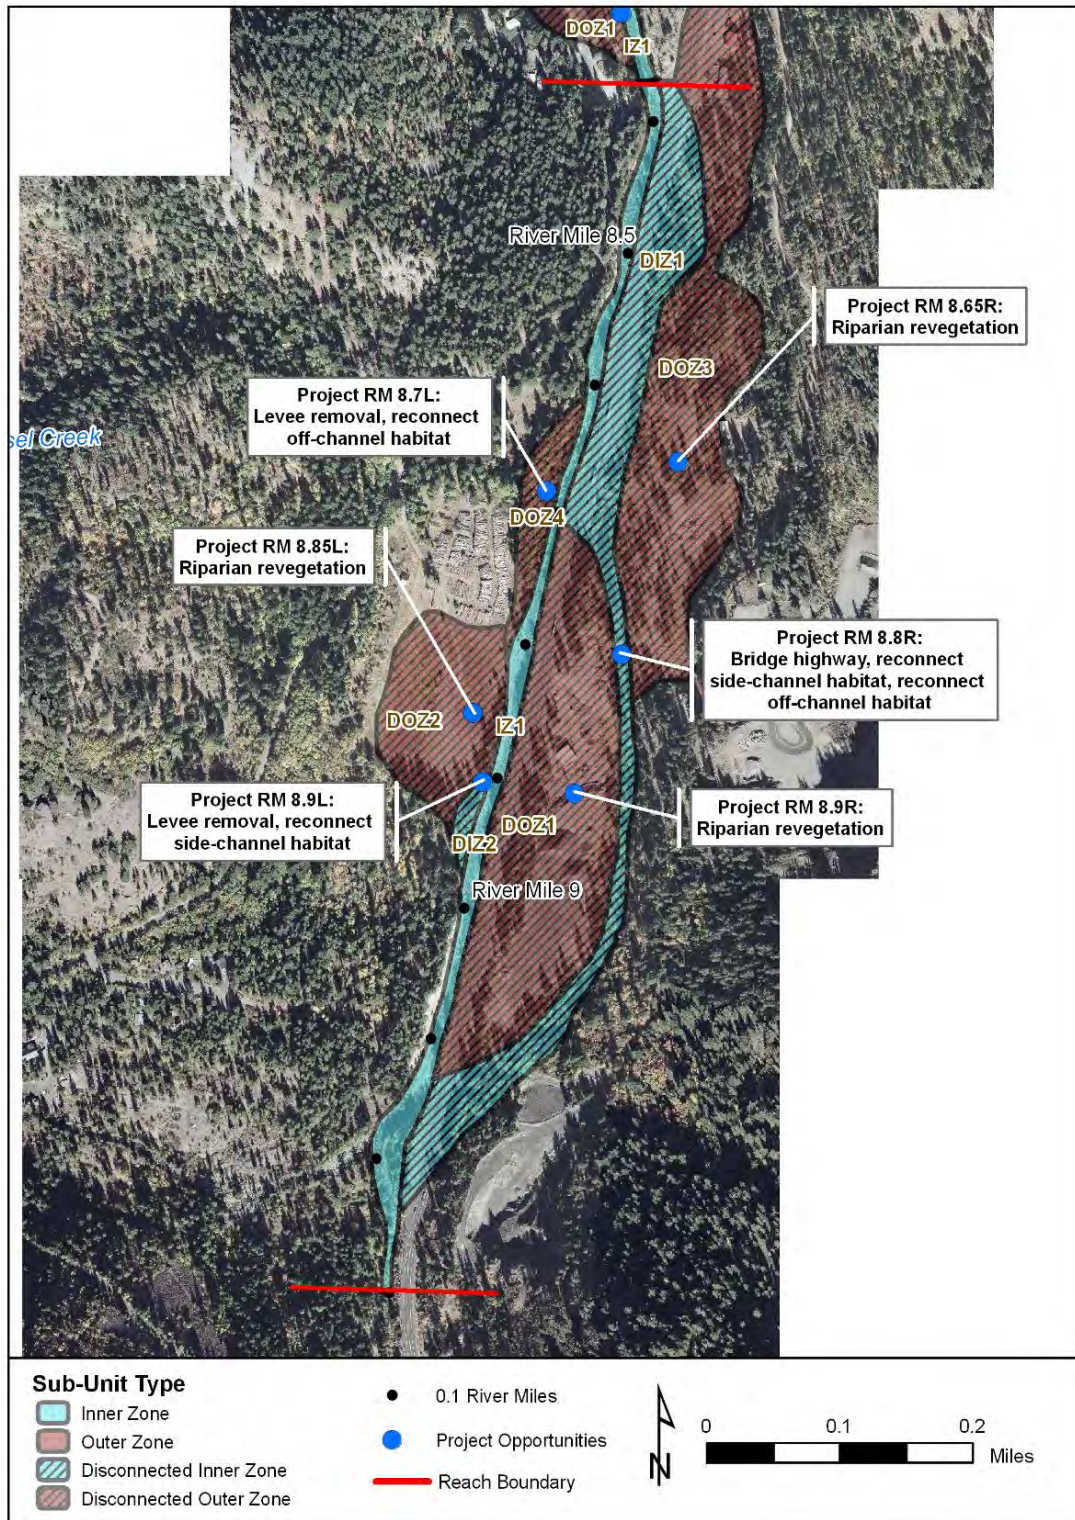 DOZ1
IZ1
River Mile 8.5
DIZ1
Project RM 8.65R:
Riparian revegetation
DOZ3
Project RM 8.7L:
Levee removal, reconnect
off-channel habitat
sel Creek
DOZ4
Project RM 8.85L:
Riparian revegetation
Project RM 8.8R:
Bridge highway, reconnect
side-channel habitat, reconnect
off-channel habitat
DOZ2
IZ1
Project RM 8.9L:
Levee removal, reconnect
side-channel habitat
DOZ1
DIZ2
Project RM 8.9R:
Riparian revegetation
River Mile 9
Sub-Unit Type
Inner Zone
Outer Zone
Disconnected Inner Zone
Disconnected Outer Zone
0.1 River Miles
Project Opportunities
Reach Boundary
N
0 0.1 0.2
Miles